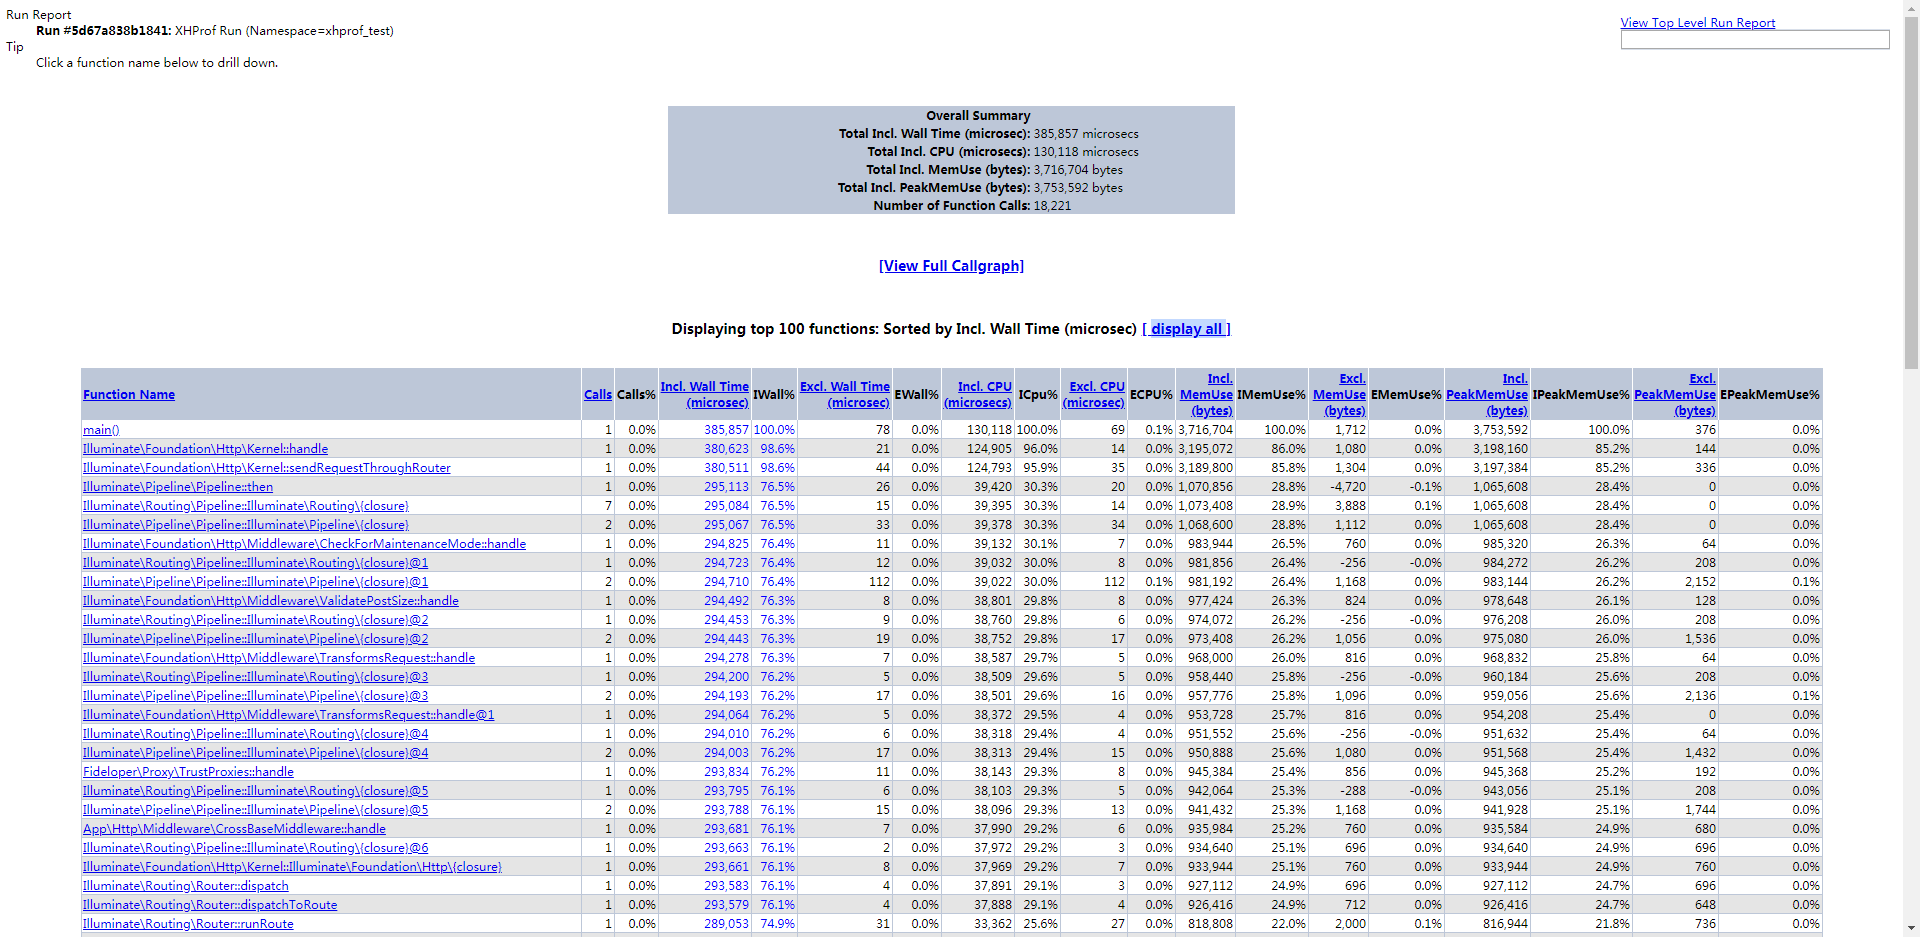 Run Report
Run #5d67a838b1841: XHProf Run (Namespace=xhprof_test)
Tip
Click a function name below to drill down.
View Top Level Run Report
Overall Summary
Total Incl. Wall Time (microsec): 385,857 microsecs
Total Incl. CPU (microsecs): 130,118 microsecs
Total Incl. MemUse (bytes): 3,716,704 bytes
Total Incl. PeakMemUse (bytes): 3,753,592 bytes
Number of Function Calls: 18,221
[View Full Callgraph]
Displaying top 100 functions: Sorted by Incl. Wall Time (microsec) [ display all ]
Function Name Calls Calls% Incl. Wall Time (microsec) IWall% Excl. Wall Time (microsec) EWall% Incl. CPU (microsecs) ICpu% Excl. CPU (microsec) ECPU% Incl. MemUse (bytes) IMemUse% Excl. MemUse (bytes) EMemUse% Incl. PeakMemUse (bytes) IPeakMemUse% Excl. PeakMemUse (bytes) EPeakMemUse%
main() 1 0.0% 385,857 100.0% 78 0.0% 130,118 100.0% 69 0.1% 3,716,704 100.0% 1,712 0.0% 3,753,592 100.0% 376 0.0%
Illuminate\Foundation\Http\Kernel::handle 1 0.0% 380,623 98.6% 21 0.0% 124,905 96.0% 14 0.0% 3,195,072 86.0% 1,080 0.0% 3,198,160 85.2% 144 0.0%
Illuminate\Foundation\Http\Kernel::sendRequestThroughRouter 1 0.0% 380,511 98.6% 44 0.0% 124,793 95.9% 35 0.0% 3,189,800 85.8% 1,304 0.0% 3,197,384 85.2% 336 0.0%
Illuminate\Pipeline\Pipeline::then 1 0.0% 295,113 76.5% 26 0.0% 39,420 30.3% 20 0.0% 1,070,856 28.8% -4,720 -0.1% 1,065,608 28.4% 0 0.0%
Illuminate\Routing\Pipeline::Illuminate\Routing\{closure} 7 0.0% 295,084 76.5% 15 0.0% 39,395 30.3% 14 0.0% 1,073,408 28.9% 3,888 0.1% 1,065,608 28.4% 0 0.0%
Illuminate\Pipeline\Pipeline::Illuminate\Pipeline\{closure} 2 0.0% 295,067 76.5% 33 0.0% 39,378 30.3% 34 0.0% 1,068,600 28.8% 1,112 0.0% 1,065,608 28.4% 0 0.0%
Illuminate\Foundation\Http\Middleware\CheckForMaintenanceMode::handle 1 0.0% 294,825 76.4% 11 0.0% 39,132 30.1% 7 0.0% 983,944 26.5% 760 0.0% 985,320 26.3% 64 0.0%
Illuminate\Routing\Pipeline::Illuminate\Routing\{closure}@1 1 0.0% 294,723 76.4% 12 0.0% 39,032 30.0% 8 0.0% 981,856 26.4% -256 -0.0% 984,272 26.2% 208 0.0%
Illuminate\Pipeline\Pipeline::Illuminate\Pipeline\{closure}@1 2 0.0% 294,710 76.4% 112 0.0% 39,022 30.0% 112 0.1% 981,192 26.4% 1,168 0.0% 983,144 26.2% 2,152 0.1%
Illuminate\Foundation\Http\Middleware\ValidatePostSize::handle 1 0.0% 294,492 76.3% 8 0.0% 38,801 29.8% 8 0.0% 977,424 26.3% 824 0.0% 978,648 26.1% 128 0.0%
Illuminate\Routing\Pipeline::Illuminate\Routing\{closure}@2 1 0.0% 294,453 76.3% 9 0.0% 38,760 29.8% 6 0.0% 974,072 26.2% -256 -0.0% 976,208 26.0% 208 0.0%
Illuminate\Pipeline\Pipeline::Illuminate\Pipeline\{closure}@2 2 0.0% 294,443 76.3% 19 0.0% 38,752 29.8% 17 0.0% 973,408 26.2% 1,056 0.0% 975,080 26.0% 1,536 0.0%
Illuminate\Foundation\Http\Middleware\TransformsRequest::handle 1 0.0% 294,278 76.3% 7 0.0% 38,587 29.7% 5 0.0% 968,000 26.0% 816 0.0% 968,832 25.8% 64 0.0%
Illuminate\Routing\Pipeline::Illuminate\Routing\{closure}@3 1 0.0% 294,200 76.2% 5 0.0% 38,509 29.6% 5 0.0% 958,440 25.8% -256 -0.0% 960,184 25.6% 208 0.0%
Illuminate\Pipeline\Pipeline::Illuminate\Pipeline\{closure}@3 2 0.0% 294,193 76.2% 17 0.0% 38,501 29.6% 16 0.0% 957,776 25.8% 1,096 0.0% 959,056 25.6% 2,136 0.1%
Illuminate\Foundation\Http\Middleware\TransformsRequest::handle@1 1 0.0% 294,064 76.2% 5 0.0% 38,372 29.5% 4 0.0% 953,728 25.7% 816 0.0% 954,208 25.4% 0 0.0%
Illuminate\Routing\Pipeline::Illuminate\Routing\{closure}@4 1 0.0% 294,010 76.2% 6 0.0% 38,318 29.4% 4 0.0% 951,552 25.6% -256 -0.0% 951,632 25.4% 64 0.0%
Illuminate\Pipeline\Pipeline::Illuminate\Pipeline\{closure}@4 2 0.0% 294,003 76.2% 17 0.0% 38,313 29.4% 15 0.0% 950,888 25.6% 1,080 0.0% 951,568 25.4% 1,432 0.0%
Fideloper\Proxy\TrustProxies::handle 1 0.0% 293,834 76.2% 11 0.0% 38,143 29.3% 8 0.0% 945,384 25.4% 856 0.0% 945,368 25.2% 192 0.0%
Illuminate\Routing\Pipeline::Illuminate\Routing\{closure}@5 1 0.0% 293,795 76.1% 6 0.0% 38,103 29.3% 5 0.0% 942,064 25.3% -288 -0.0% 943,056 25.1% 208 0.0%
Illuminate\Pipeline\Pipeline::Illuminate\Pipeline\{closure}@5 2 0.0% 293,788 76.1% 15 0.0% 38,096 29.3% 13 0.0% 941,432 25.3% 1,168 0.0% 941,928 25.1% 1,744 0.0%
App\Http\Middleware\CrossBaseMiddleware::handle 1 0.0% 293,681 76.1% 7 0.0% 37,990 29.2% 6 0.0% 935,984 25.2% 760 0.0% 935,584 24.9% 680 0.0%
Illuminate\Routing\Pipeline::Illuminate\Routing\{closure}@6 1 0.0% 293,663 76.1% 2 0.0% 37,972 29.2% 3 0.0% 934,640 25.1% 696 0.0% 934,640 24.9% 696 0.0%
Illuminate\Foundation\Http\Kernel::Illuminate\Foundation\Http\{closure} 1 0.0% 293,661 76.1% 8 0.0% 37,969 29.2% 7 0.0% 933,944 25.1% 760 0.0% 933,944 24.9% 760 0.0%
Illuminate\Routing\Router::dispatch 1 0.0% 293,583 76.1% 4 0.0% 37,891 29.1% 3 0.0% 927,112 24.9% 696 0.0% 927,112 24.7% 696 0.0%
Illuminate\Routing\Router::dispatchToRoute 1 0.0% 293,579 76.1% 4 0.0% 37,888 29.1% 4 0.0% 926,416 24.9% 712 0.0% 926,416 24.7% 648 0.0%
Illuminate\Routing\Router::runRoute 1 0.0% 289,053 74.9% 31 0.0% 33,362 25.6% 27 0.0% 818,808 22.0% 2,000 0.1% 816,944 21.8% 736 0.0%